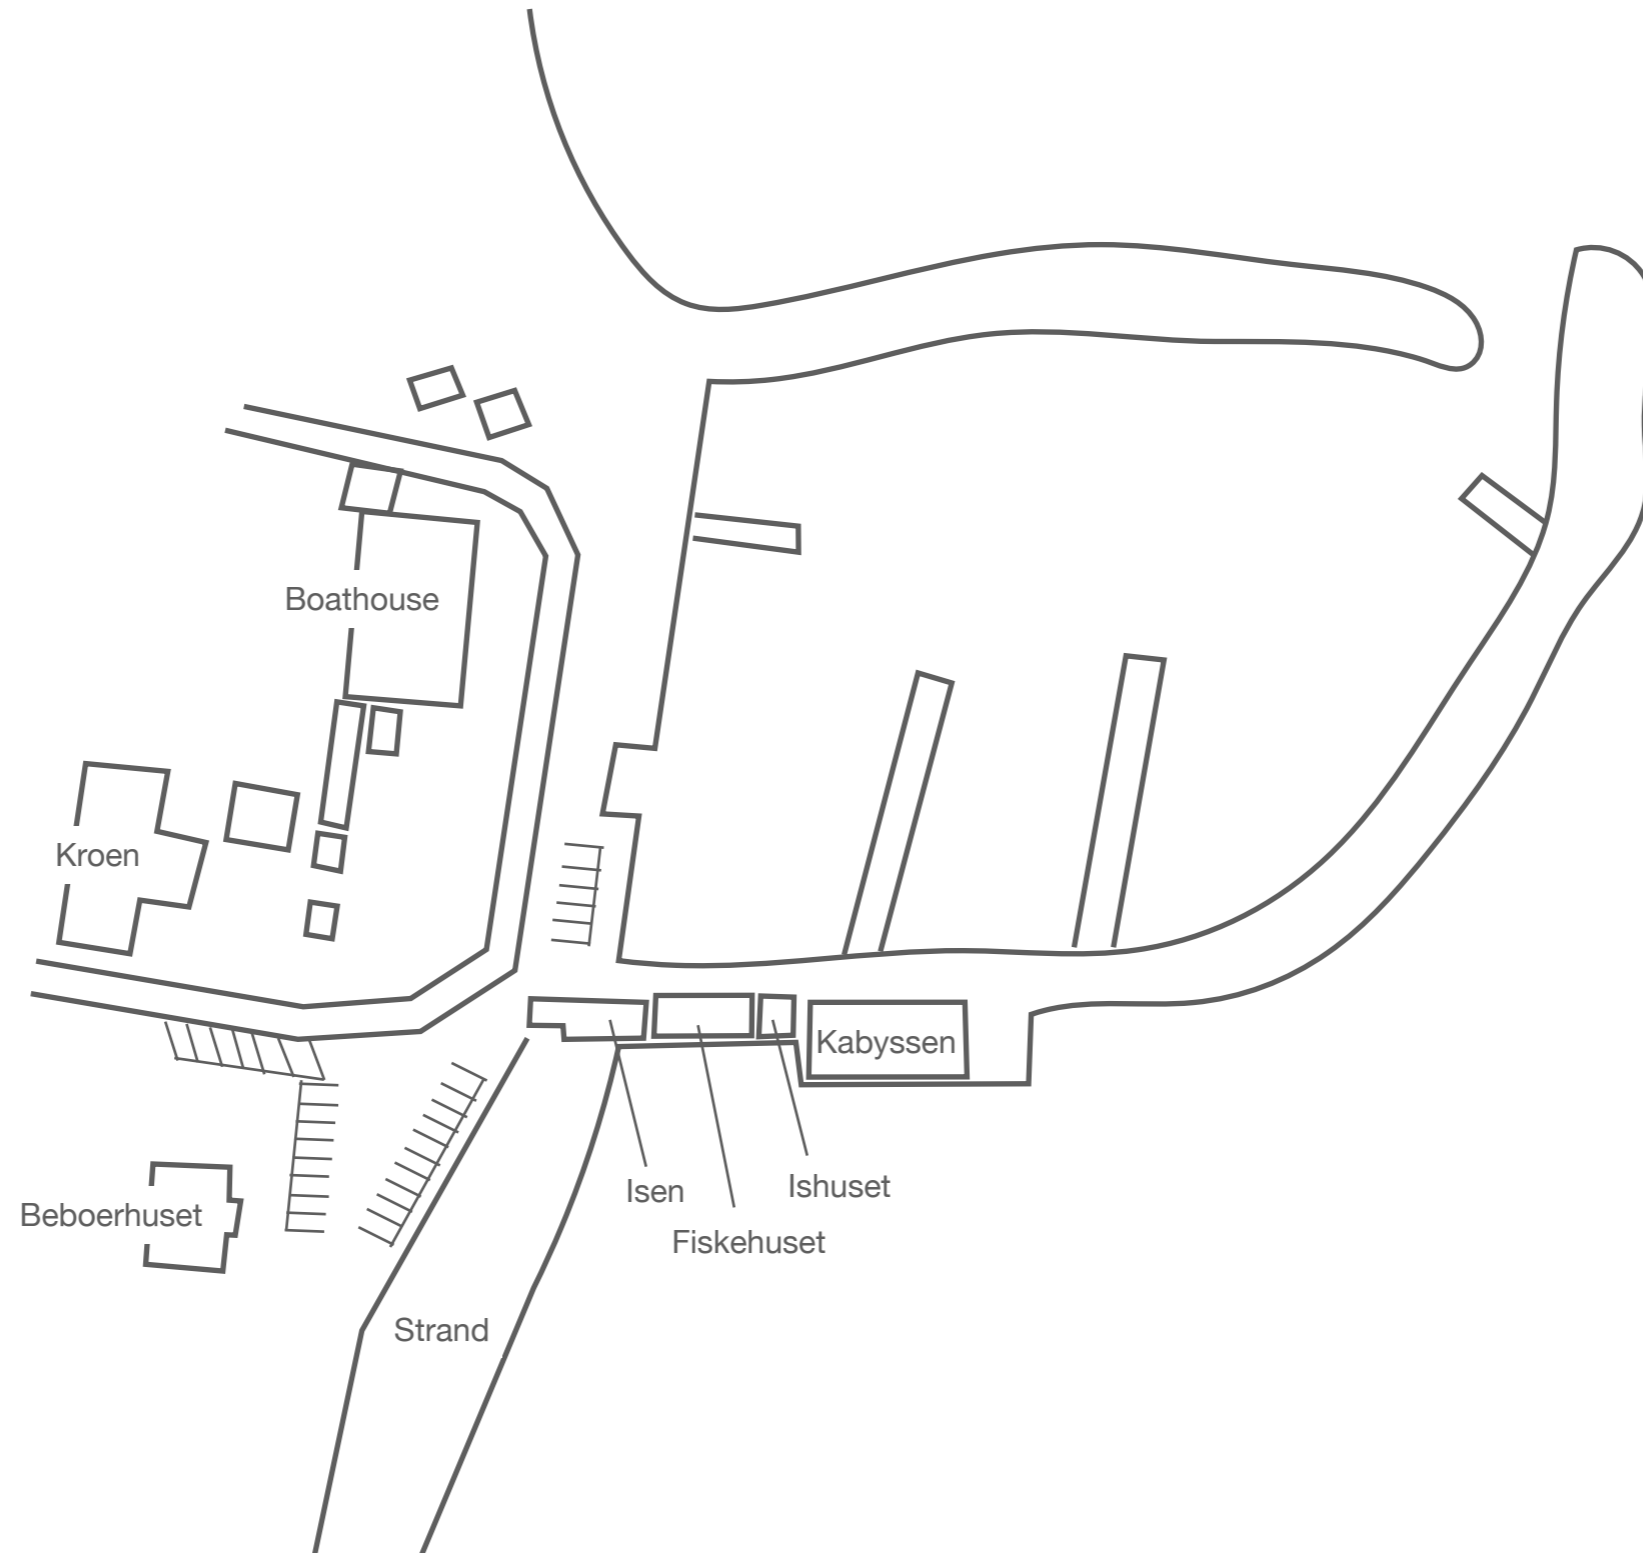 Boathouse
Kroen
Kabyssen
Isen
Ishuset
Beboerhuset
Fiskehuset
Strand